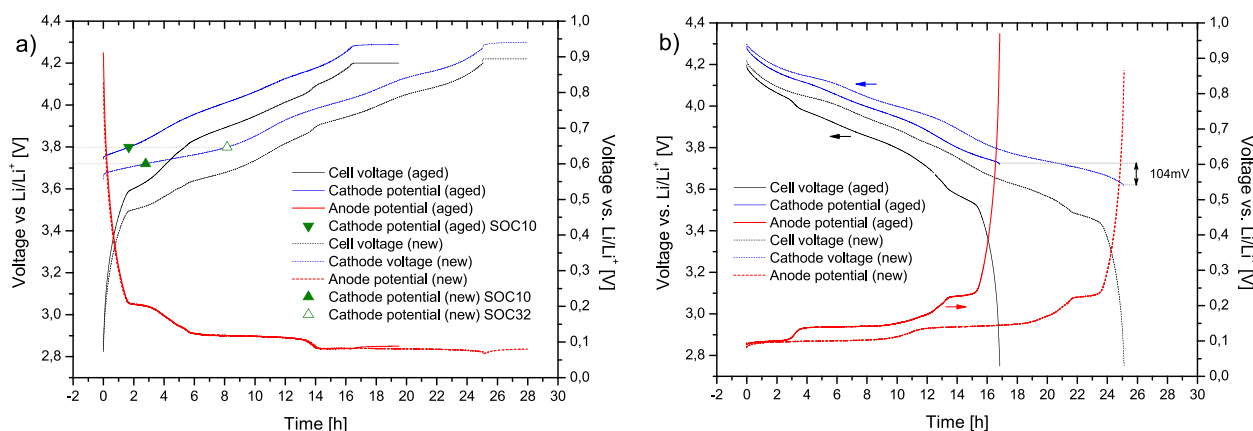 a)
4,4
4,2
4,0
3,8
3,6
3,4
3,2
3,0
2,8
Voltage vs Li/Li+ [V]
1,0
0,9
0,8
0,7
0,6
0,5
0,4
0,3
0,2
0,1
0,0
Voltage vs. Li/Li+ [V]
Cell voltage (aged)
Cathode potential (aged)
Anode potential (aged)
Cathode potential (aged) SOC10
Cell voltage (new)
Cathode voltage (new)
Anode potential (new)
Cathode potential (new) SOC10
Cathode potential (new) SOC32
-2 0 2 4 6 8 10 12 14 16 18 20 22 24 26 28 30
Time [h]
b)
4,4
4,2
4,0
3,8
3,6
3,4
3,2
3,0
2,8
Voltage vs. Li/Li+ [V]
1,0
0,9
0,8
0,7
0,6
0,5
0,4
0,3
0,2
0,1
0,0
Voltage vs. Li/Li+ [V]
104mV
Cell voltage (aged)
Cathode potential (aged)
Anode potential (aged)
Cell voltage (new)
Cathode voltage (new)
Anode potential (new)
-2 0 2 4 6 8 10 12 14 16 18 20 22 24 26 28
Time [h]